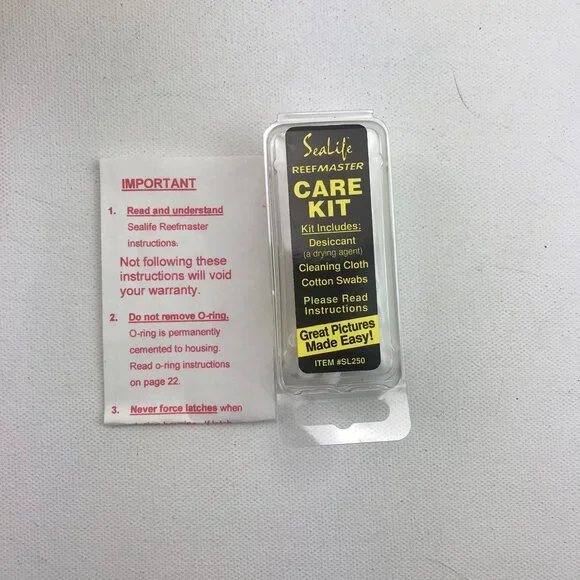 IMPORTANT
1. Read and understand
Sealife Reefmaster
instructions.
Not following these
instructions will void
your warranty.
2. Do not remove O-ring.
O-ring is permanently
cemented to housing.
Read o-ring instructions
on page 22.
3. Never force latches when
SeaLife
REEFMASTER
CARE
KIT
Kit Includes:
Desiccant
(a drying agent)
Cleaning Cloth
Cotton Swabs
Please Read
Instructions
Great Pictures
Made Easy!
ITEM #SL250